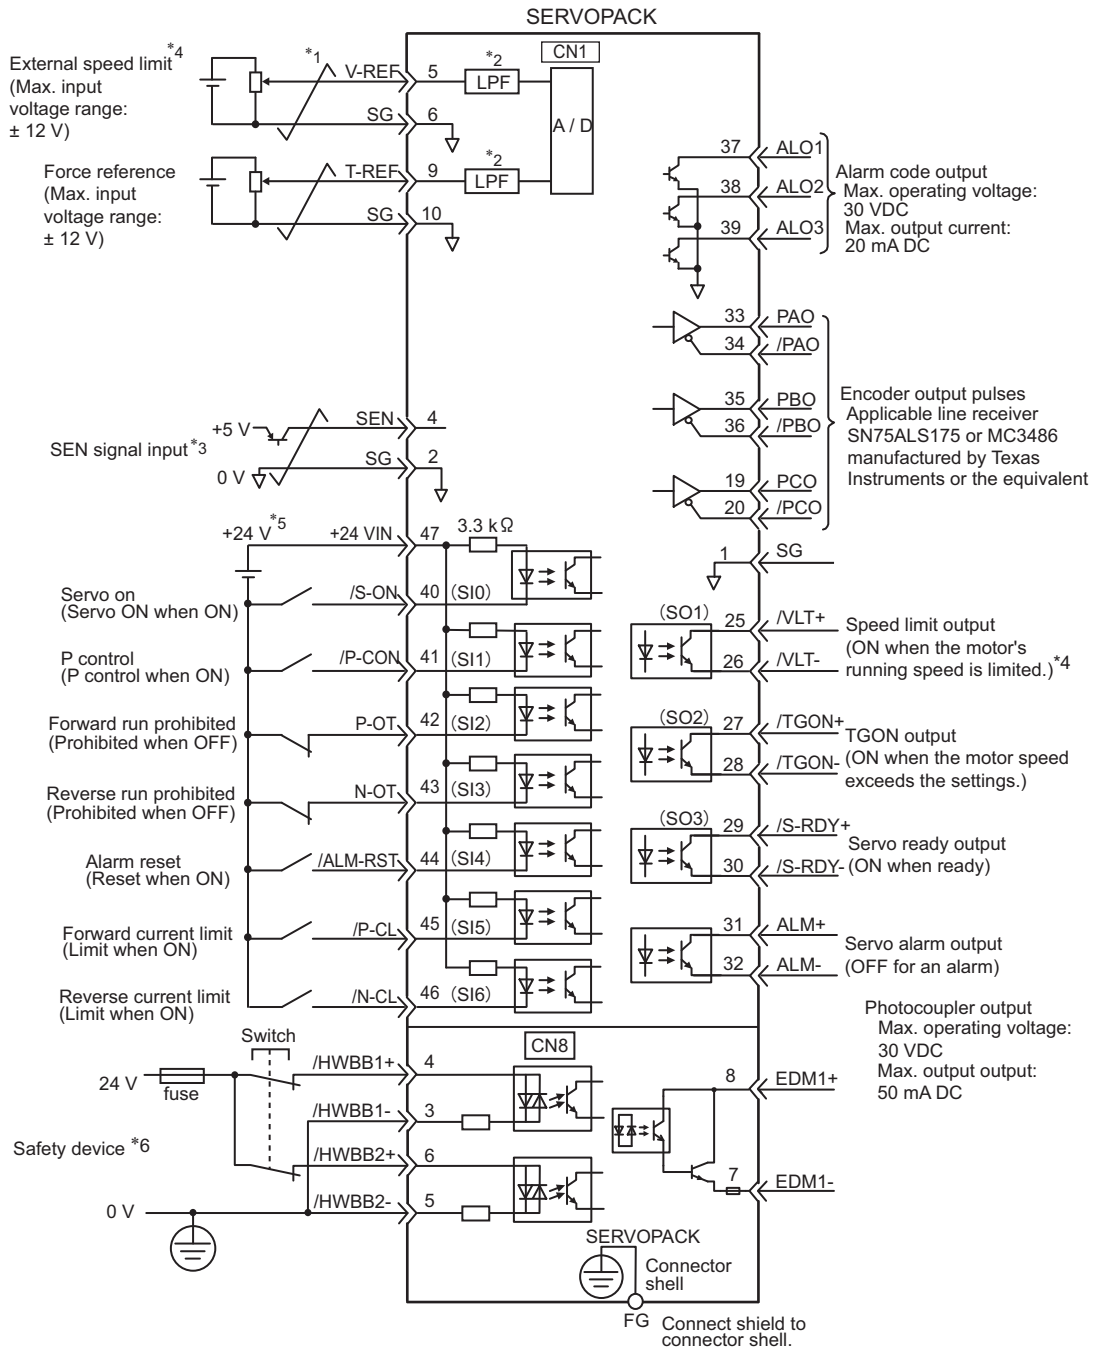 SERVOPACK
External speed limit*4
(Max. input
voltage range:
± 12 V)
*1
V-REF
5
*2
LPF
CN1
SG
6
A / D
Force reference
(Max. input
voltage range:
± 12 V)
T-REF
9
*2
LPF
SG
10
37
ALO1
38
ALO2
39
ALO3
Alarm code output
Max. operating voltage:
30 VDC
Max. output current:
20 mA DC
33
PAO
34
/PAO
35
PBO
36
/PBO
19
PCO
20
/PCO
Encoder output pulses
Applicable line receiver
SN75ALS175 or MC3486
manufactured by Texas
Instruments or the equivalent
1
SG
SEN signal input*3
+5 V
SEN
4
0 V
SG
2
+24 V*5
+24 VIN
47
3.3 kΩ
Servo on
(Servo ON when ON)
/S-ON
40 (SI0)
P control
(P control when ON)
/P-CON
41 (SI1)
Forward run prohibited
(Prohibited when OFF)
P-OT
42 (SI2)
Reverse run prohibited
(Prohibited when OFF)
N-OT
43 (SI3)
Alarm reset
(Reset when ON)
/ALM-RST
44 (SI4)
Forward current limit
(Limit when ON)
/P-CL
45 (SI5)
Reverse current limit
(Limit when ON)
/N-CL
46 (SI6)
(SO1)
25
/VLT+
26
/VLT-
Speed limit output
(ON when the motor's
running speed is limited.)*4
(SO2)
27
/TGON+
28
/TGON-
TGON output
(ON when the motor speed
exceeds the settings.)
(SO3)
29
/S-RDY+
30
/S-RDY-
Servo ready output
(ON when ready)
31
ALM+
32
ALM-
Servo alarm output
(OFF for an alarm)
Photocoupler output
Max. operating voltage:
30 VDC
Max. output output:
50 mA DC
Switch
24 V
fuse
Safety device *6
0 V
/HWBB1+
4
/HWBB1-
3
/HWBB2+
6
/HWBB2-
5
CN8
8
EDM1+
7
EDM1-
SERVOPACK
Connector
shell
FG
Connect shield to
connector shell.